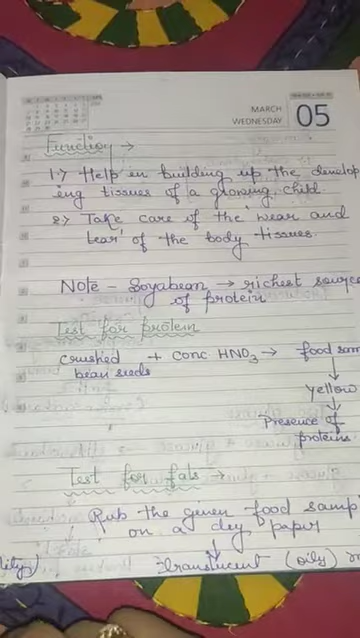 MARCH
WEDNESDAY
05
Function →
1.> Help in building up the develop
ing tissues of a growing child.
2.> Take care of the 'wear and
tear' of the body tissues.
Note - Soyabean → richest source
of protein
Test for protein
crushed + conc HNO3 → food sam
bean seeds
↓
yellow
↓
Presence of
proteins
Test for fats →
Rub the given food samp
on a dry paper
↓
Translucent (oily)